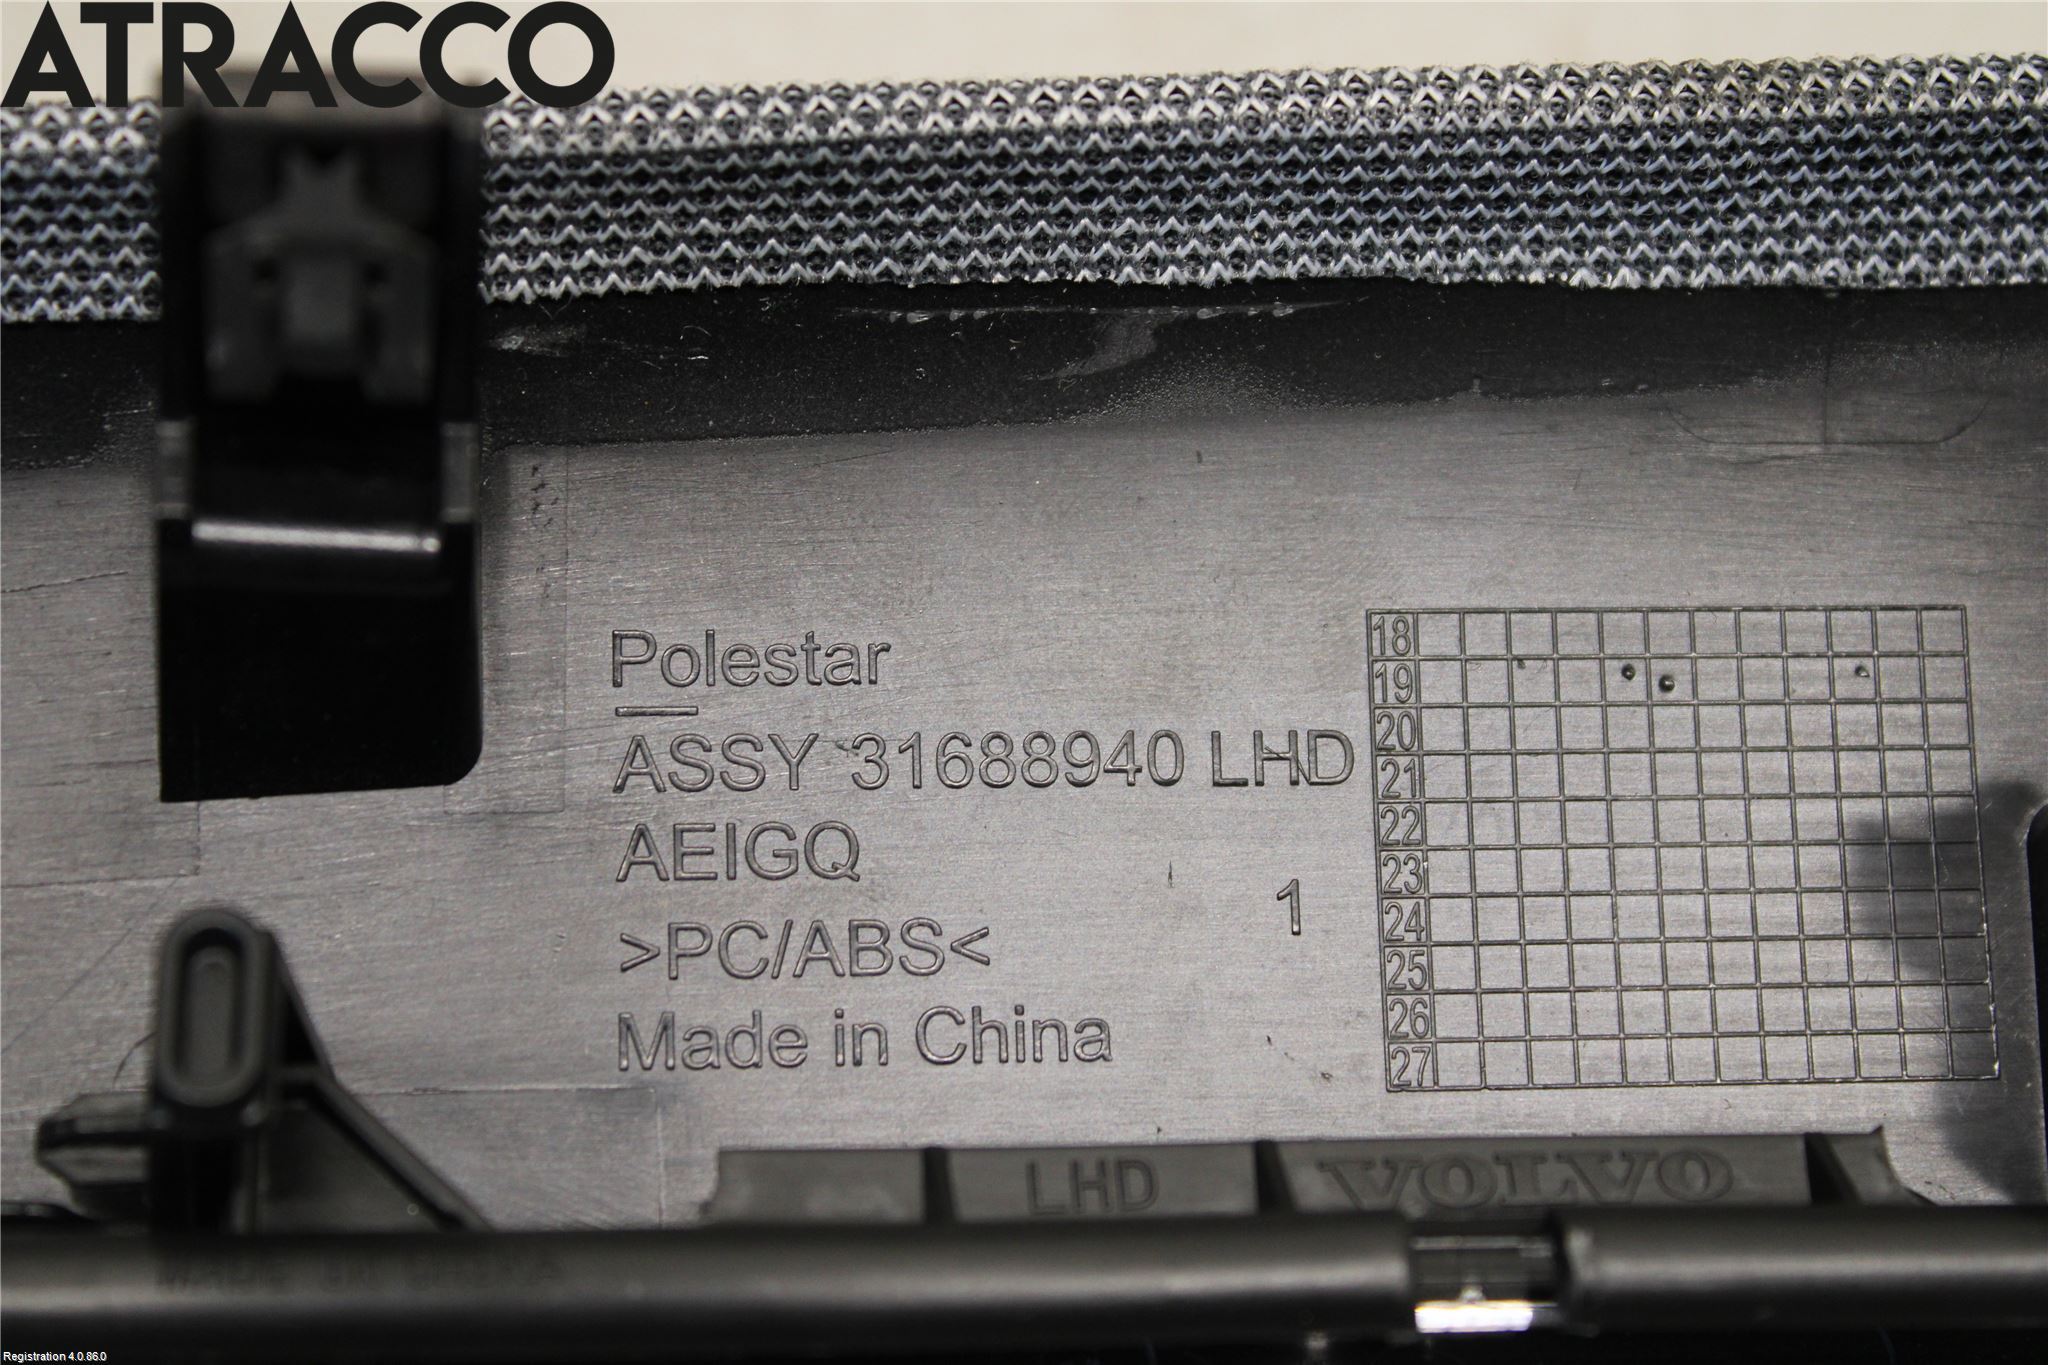 ATRACCO
Polestar
ASSY 31688940 LHD
AEIGQ
1
>PC/ABS<
Made in China
18
19
20
21
22
23
24
25
26
27
LHD
VOLVO
Registration 4.0.86.0